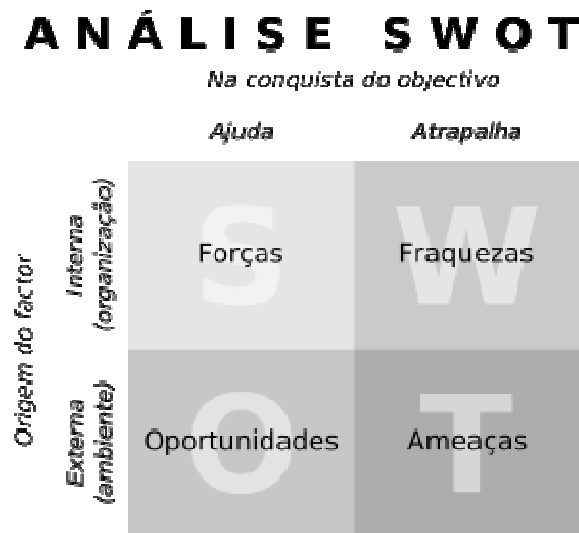 ANÁLISE SWOT
Na conquista do objectivo
Ajuda
Atrapalha
Origem do factor
Interna
(organização)
S
Forças
W
Fraquezas
Externa
(ambiente)
O
Oportunidades
T
Ameaças